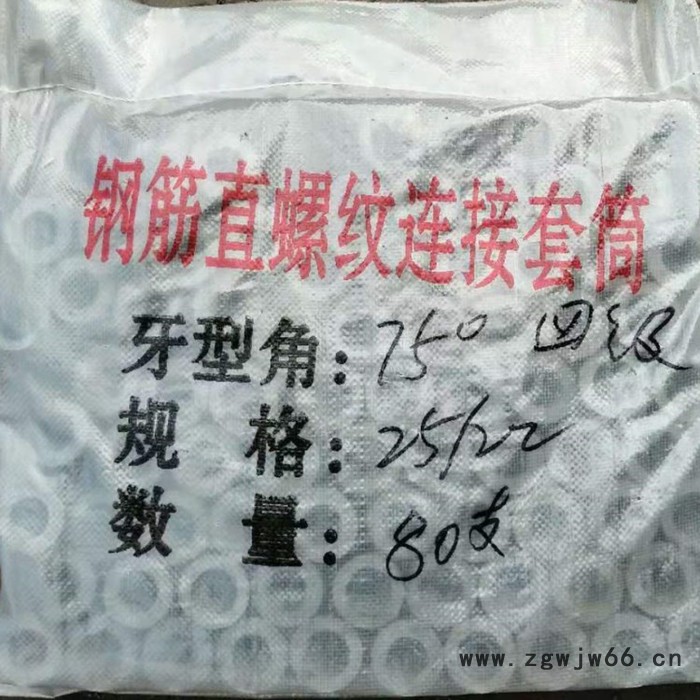 钢筋直螺纹连接套筒
牙型角：75° 四级
规 格：25/22
数 量：80支
www.zgwjw66.cn